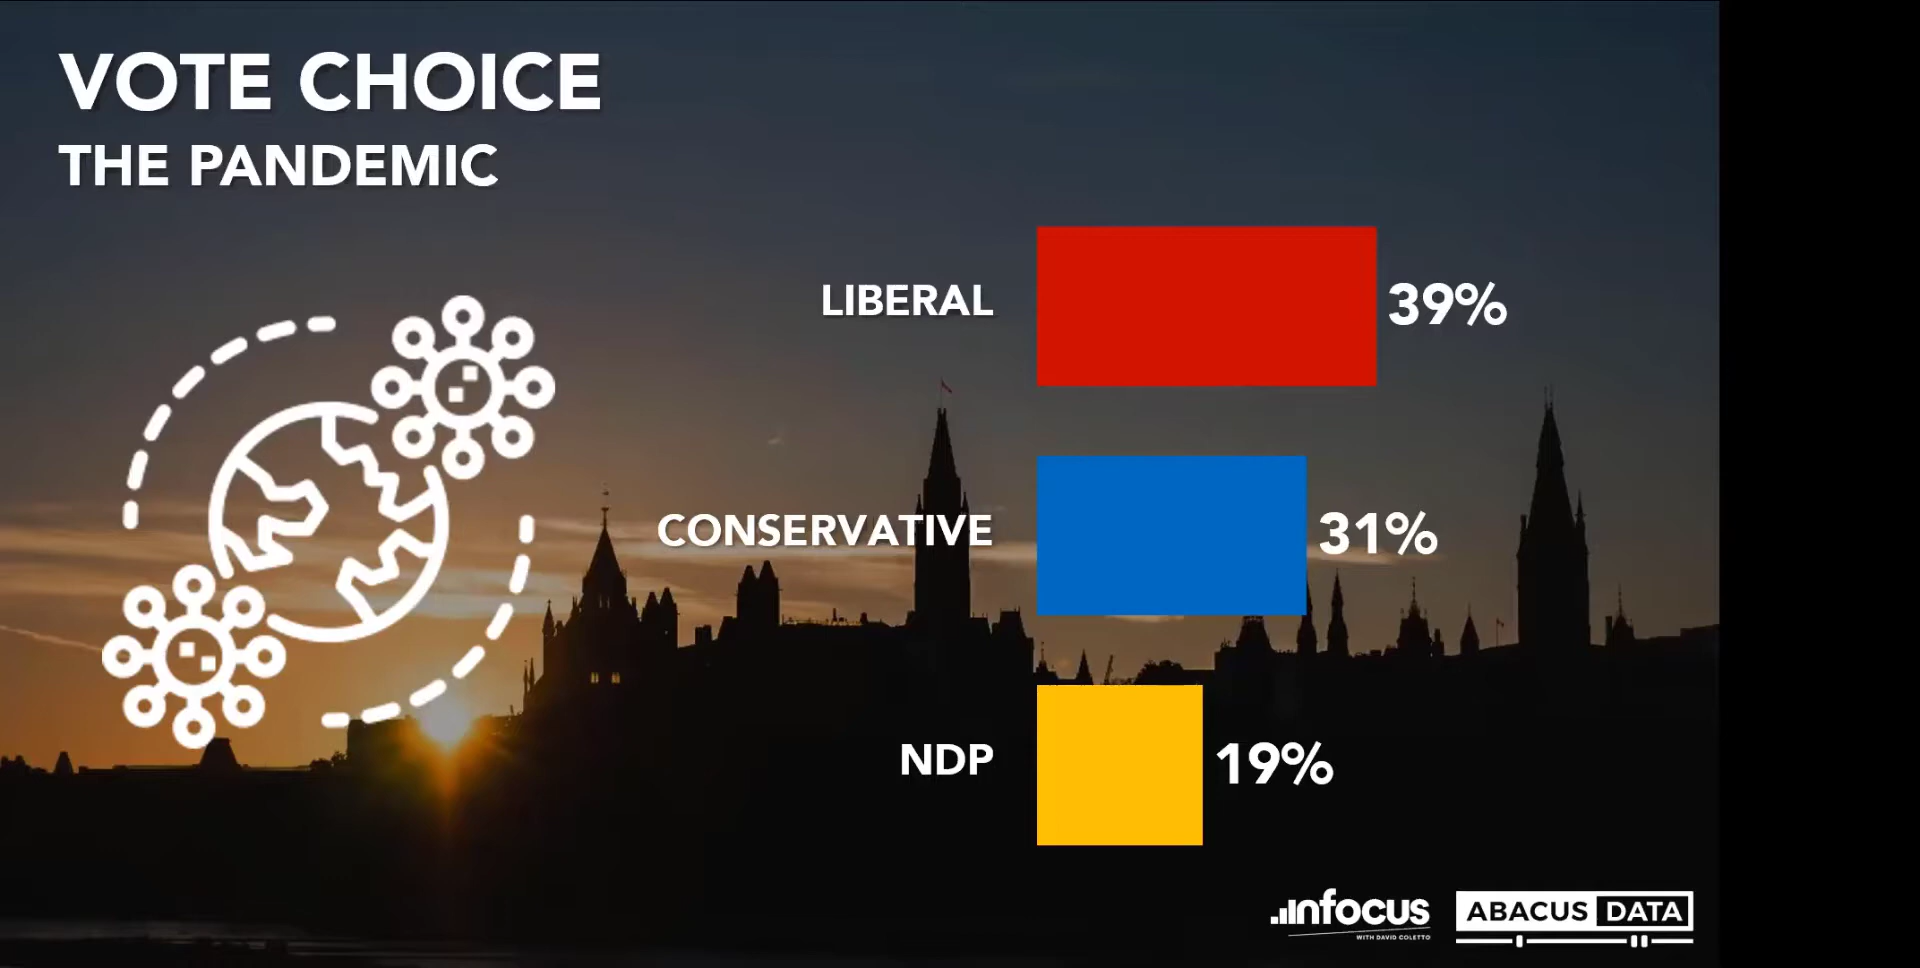 VOTE CHOICE
THE PANDEMIC
LIBERAL 39%
CONSERVATIVE 31%
NDP 19%
infocus
WITH DAVID COLETTO
ABACUS DATA